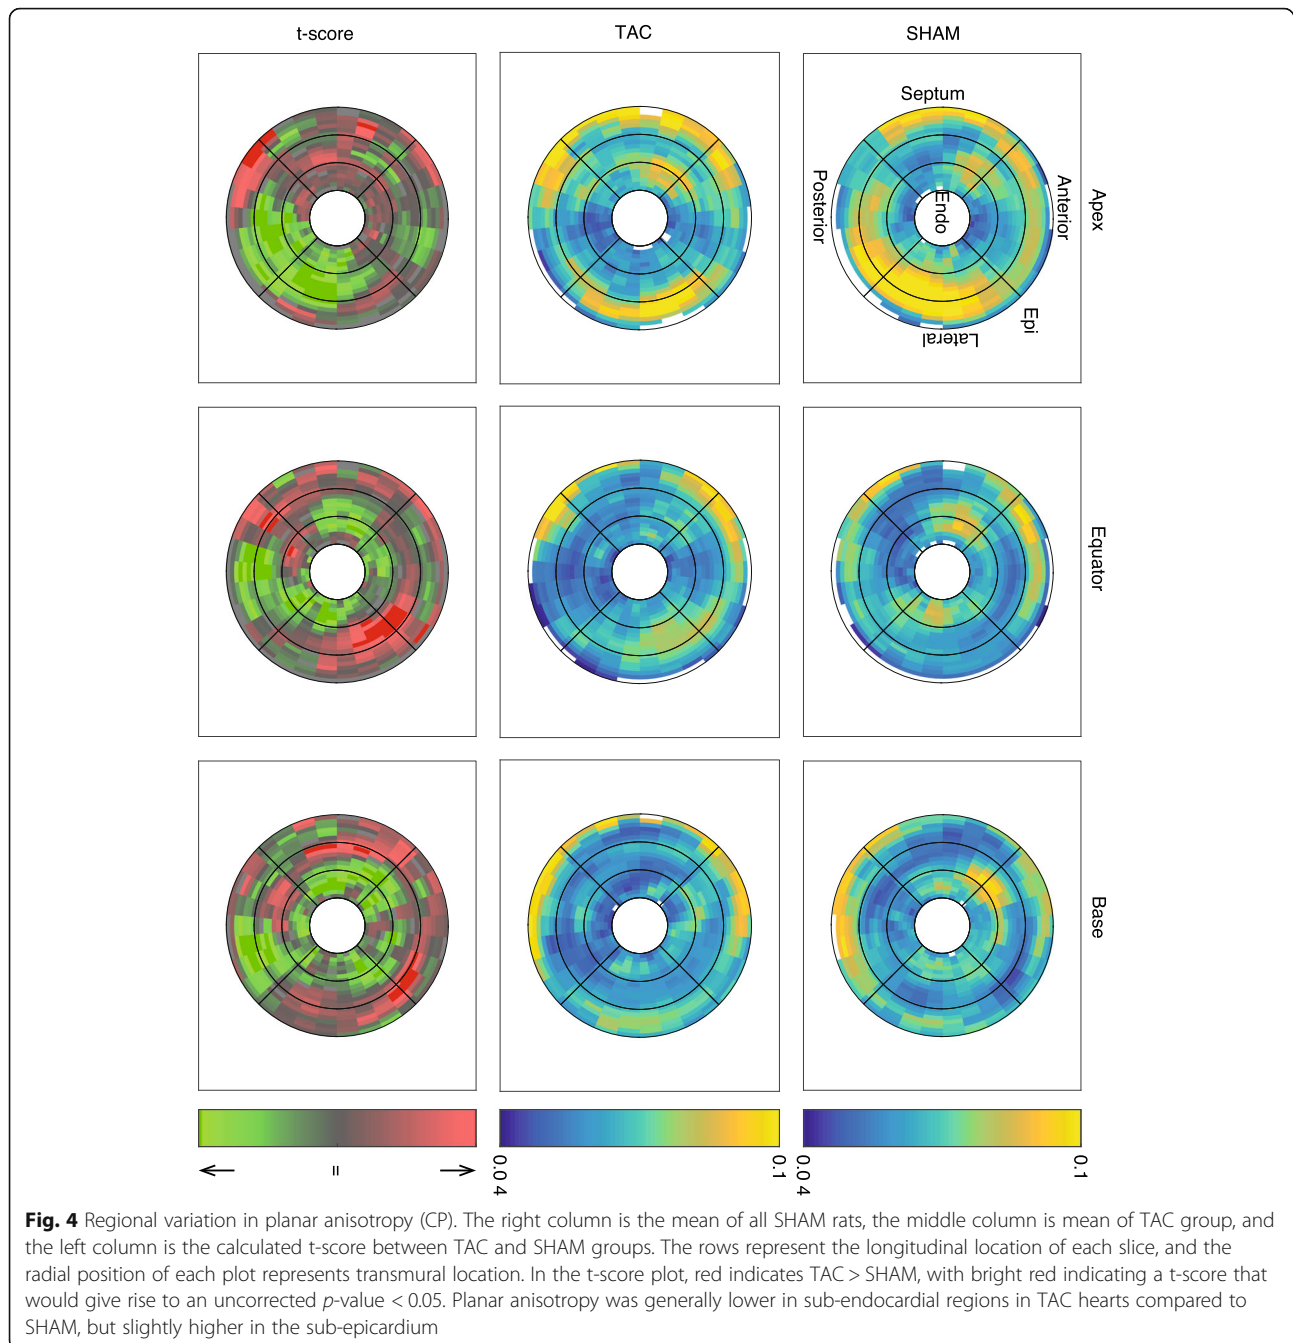 t-score
TAC
SHAM
Septum
Posterior
Endo
Anterior
Apex
Epi
Lateral
Equator
Base
=
0.04
0.1
0.04
0.1
Fig. 4 Regional variation in planar anisotropy (CP). The right column is the mean of all SHAM rats, the middle column is mean of TAC group, and
the left column is the calculated t-score between TAC and SHAM groups. The rows represent the longitudinal location of each slice, and the
radial position of each plot represents transmural location. In the t-score plot, red indicates TAC > SHAM, with bright red indicating a t-score that
would give rise to an uncorrected p-value < 0.05. Planar anisotropy was generally lower in sub-endocardial regions in TAC hearts compared to
SHAM, but slightly higher in the sub-epicardium